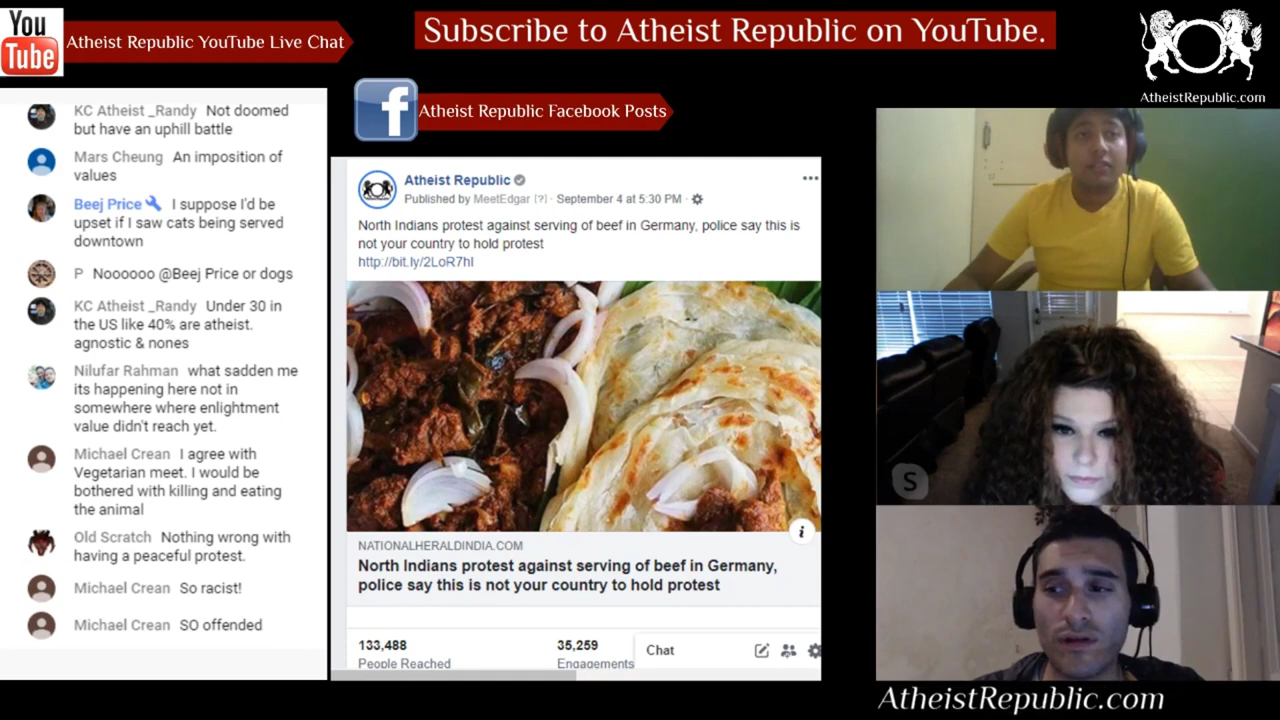 You
Tube
Atheist Republic YouTube Live Chat
Subscribe to Atheist Republic on YouTube.
AtheistRepublic.com
f
Atheist Republic Facebook Posts
KC Atheist _Randy Not doomed
but have an uphill battle
Mars Cheung An imposition of
values
Beej Price I suppose I'd be
upset if I saw cats being served
downtown
P Noooooo @Beej Price or dogs
KC Atheist _Randy Under 30 in
the US like 40% are atheist.
agnostic & nones
Nilufar Rahman what sadden me
its happening here not in
somewhere where enlightment
value didn't reach yet.
Michael Crean I agree with
Vegetarian meet. I would be
bothered with killing and eating
the animal
Old Scratch Nothing wrong with
having a peaceful protest.
Michael Crean So racist!
Michael Crean SO offended
Atheist Republic
Published by MeetEdgar [?] · September 4 at 5:30 PM ·
North Indians protest against serving of beef in Germany, police say this is
not your country to hold protest
http://bit.ly/2LoR7hI
i
NATIONALHERALDINDIA.COM
North Indians protest against serving of beef in Germany,
police say this is not your country to hold protest
133,488
People Reached
35,259
Engagements
Chat
S
AtheistRepublic.com